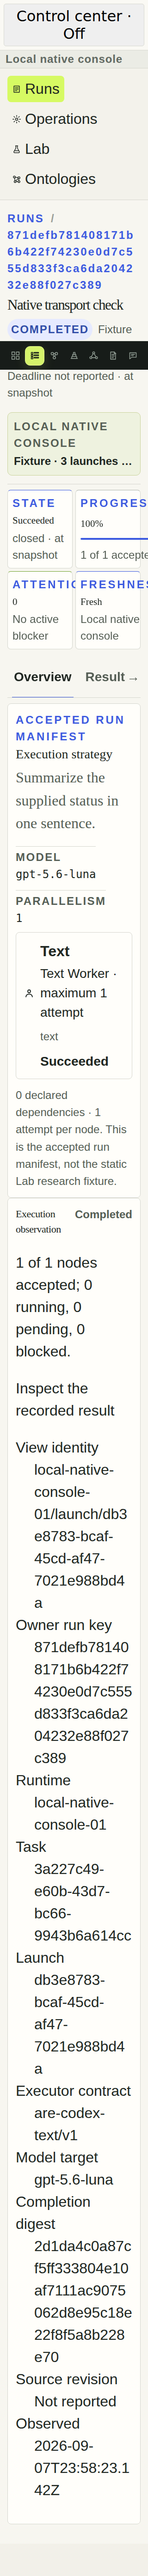 Control center ·
Off
Local native console
Runs
Operations
Lab
Ontologies
RUNS /
871defb781408171b
6b422f74230e0d7c5
55d833f3ca6da2042
32e88f027c389
Native transport check
COMPLETED Fixture
Deadline not reported · at
snapshot
LOCAL NATIVE
CONSOLE
Fixture · 3 launches ...
STATE
Succeeded
closed · at
snapshot
PROGRES
100%
1 of 1 accepte
ATTENTIO
0
No active
blocker
FRESHNES
Fresh
Local native
console
Overview Result →
ACCEPTED RUN
MANIFEST
Execution strategy
Summarize the
supplied status in
one sentence.
MODEL
gpt-5.6-luna
PARALLELISM
1
Text
Text Worker ·
maximum 1
attempt
text
Succeeded
0 declared
dependencies · 1
attempt per node. This
is the accepted run
manifest, not the static
Lab research fixture.
Execution
observation
Completed
1 of 1 nodes
accepted; 0
running, 0
pending, 0
blocked.
Inspect the
recorded result
View identity
local-native-
console-
01/launch/db3
e8783-bcaf-
45cd-af47-
7021e988bd4
a
Owner run key
871defb78140
8171b6b422f7
4230e0d7c555
d833f3ca6da2
04232e88f027
c389
Runtime
local-native-
console-01
Task
3a227c49-
e60b-43d7-
bc66-
9943b6a614cc
Launch
db3e8783-
bcaf-45cd-
af47-
7021e988bd4
a
Executor contract
are-codex-
text/v1
Model target
gpt-5.6-luna
Completion
digest
2d1da4c0a87c
f5ff333804e10
af7111ac9075
062d8e95c18e
22f8f5a8b228
e70
Source revision
Not reported
Observed
2026-09-
07T23:58:23.1
42Z